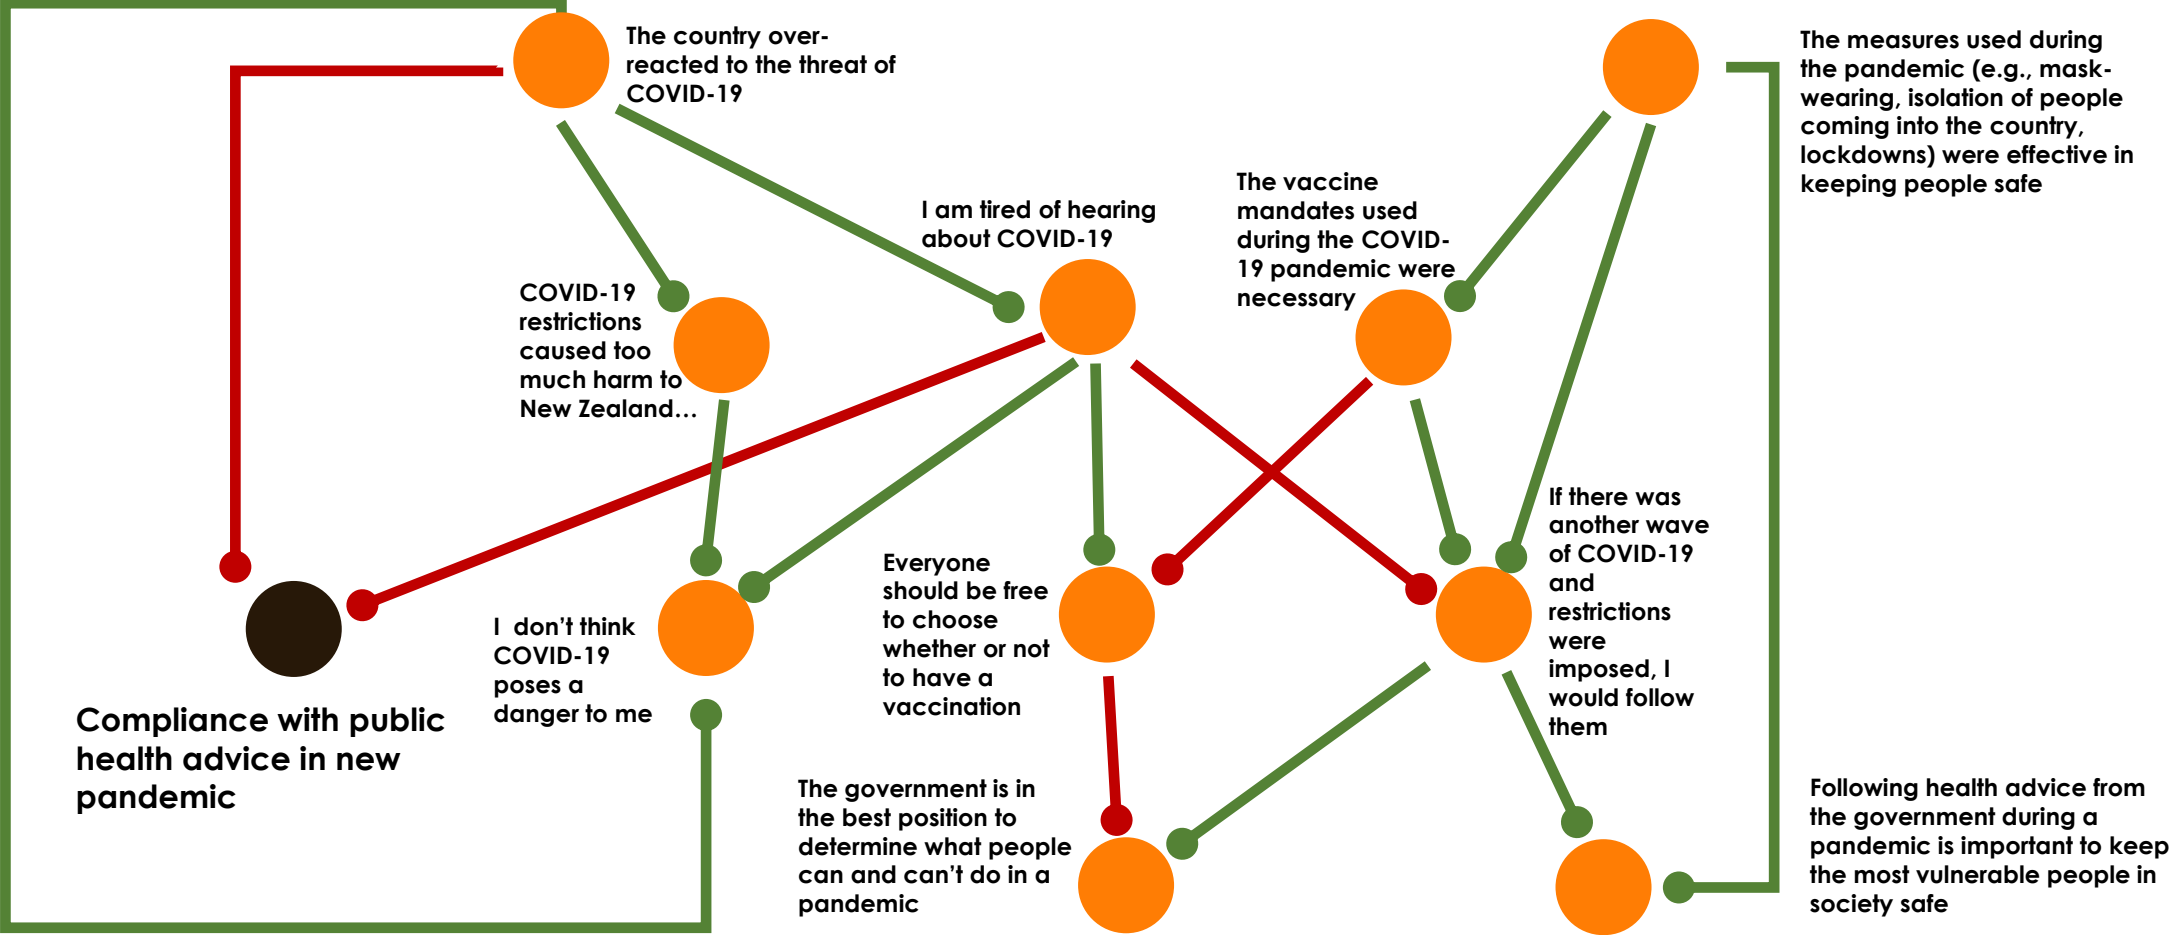 The country over-
reacted to the threat of
COVID-19
The measures used during
the pandemic (e.g., mask-
wearing, isolation of people
coming into the country,
lockdowns) were effective in
keeping people safe
I am tired of hearing
about COVID-19
The vaccine
mandates used
during the COVID-
19 pandemic were
necessary
COVID-19
restrictions
caused too
much harm to
New Zealand…
If there was
another wave
of COVID-19
and
restrictions
were
imposed, I
would follow
them
Everyone
should be free
to choose
whether or not
to have a
vaccination
I  don’t think
COVID-19
poses a
danger to me
Compliance with public
health advice in new
pandemic
The government is in
the best position to
determine what people
can and can’t do in a
pandemic
Following health advice from
the government during a
pandemic is important to keep
the most vulnerable people in
society safe